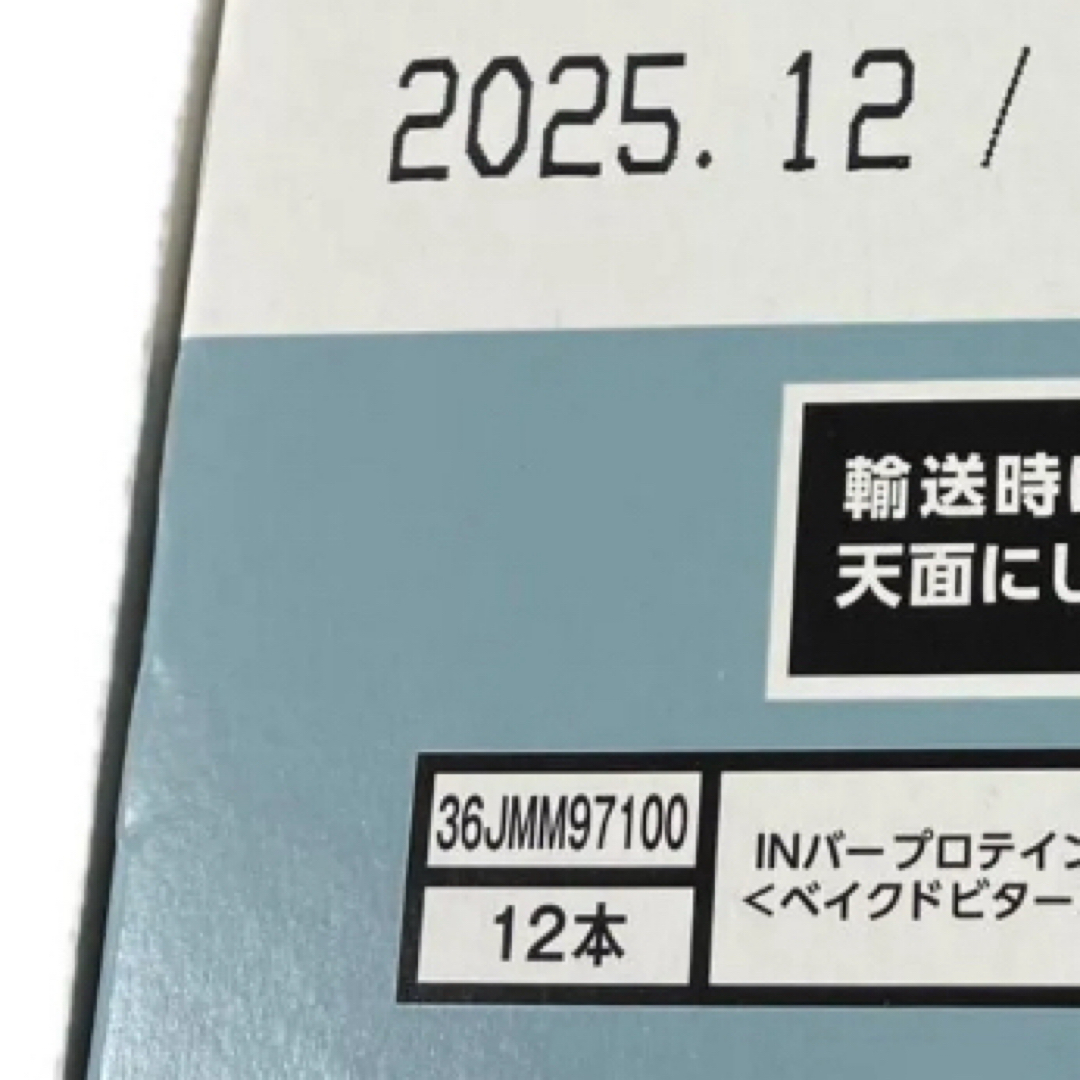 2025. 12 /
輸送時
天面にし
36JMM97100
12本
INバープロテイン
<ベイクドビター